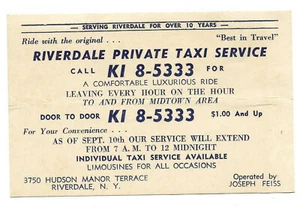 SERVING RIVERDALE FOR OVER 10 YEARS
Ride with the original . . . "Best in Travel"
RIVERDALE PRIVATE TAXI SERVICE
CALL KI 8-5333 FOR
A COMFORTABLE LUXURIOUS RIDE
LEAVING EVERY HOUR ON THE HOUR
TO AND FROM MIDTOWN AREA
DOOR TO DOOR KI 8-5333 $1.00 And Up
For Your Convenience . . .
AS OF SEPT. 10th OUR SERVICE WILL EXTEND
FROM 7 A. M. TO 12 MIDNIGHT
INDIVIDUAL TAXI SERVICE AVAILABLE
LIMOUSINES FOR ALL OCCASIONS
3750 HUDSON MANOR TERRACE Operated by
RIVERDALE, N. Y. JOSEPH FEISS